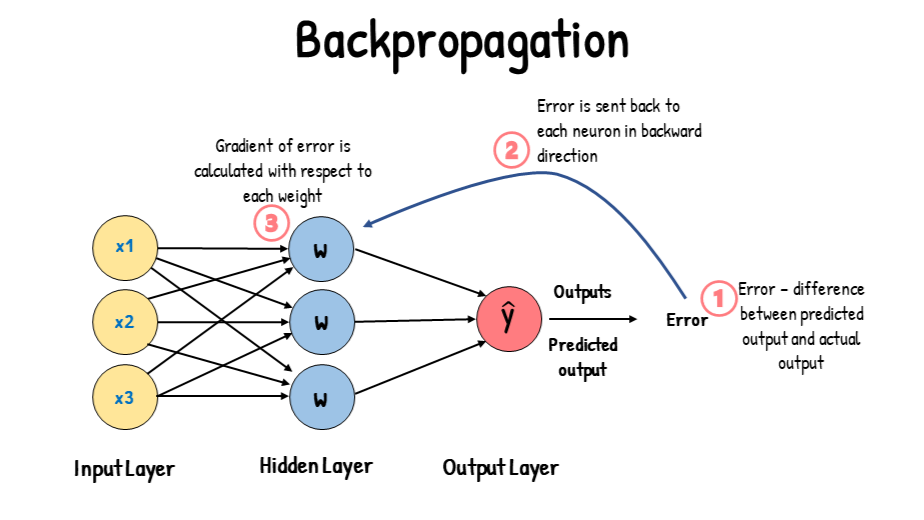 Backpropagation
Error is sent back to
each neuron in backward
direction
2
Gradient of error is
calculated with respect to
each weight
3
x1
x2
x3
w
w
w
ŷ
Outputs
Predicted
output
Error
1
Error - difference
between predicted
output and actual
output
Input Layer
Hidden Layer
Output Layer